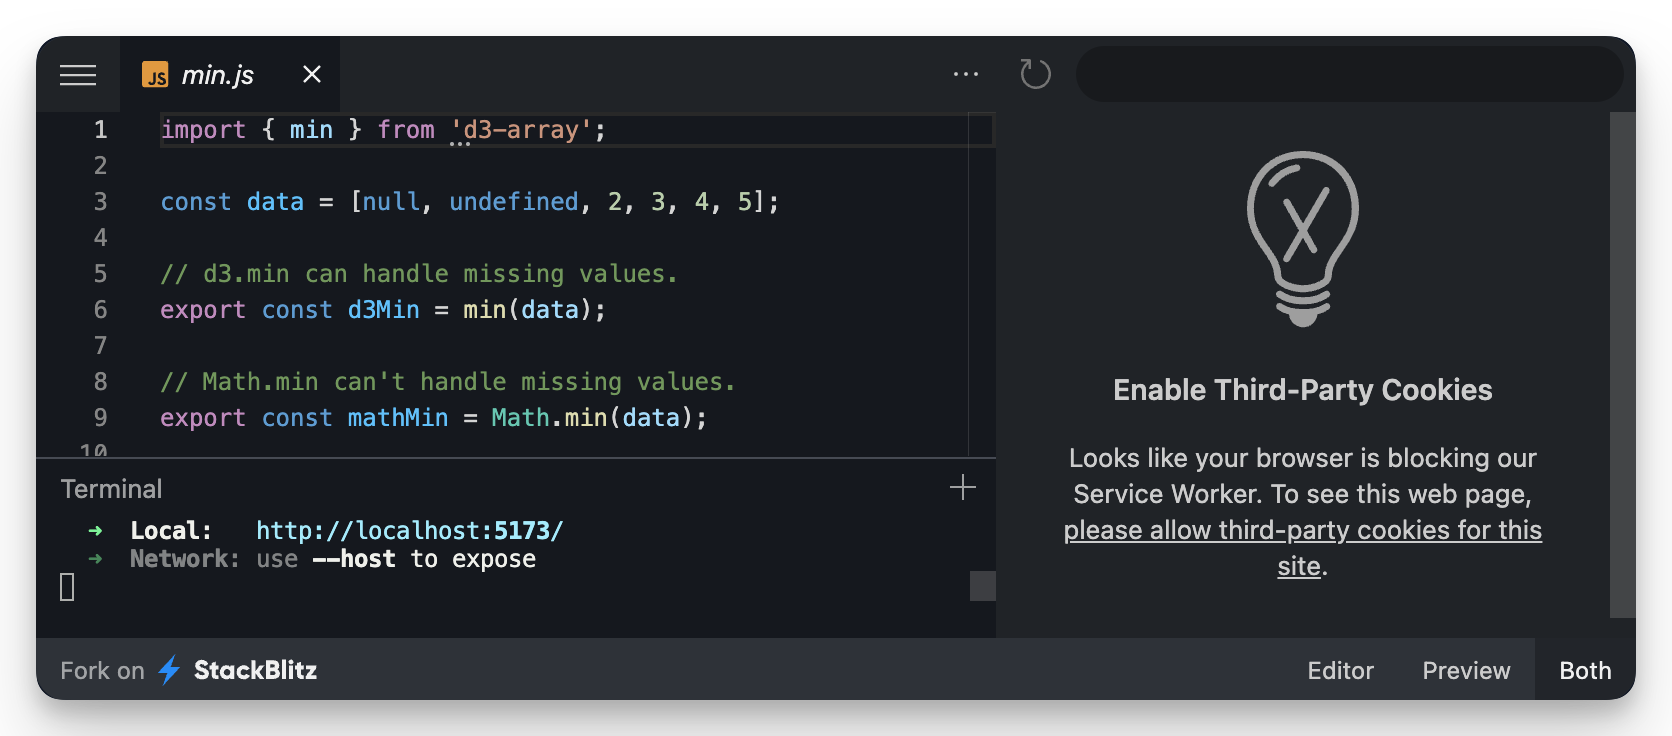 JS min.js
1 import { min } from 'd3-array';
2
3 const data = [null, undefined, 2, 3, 4, 5];
4
5 // d3.min can handle missing values.
6 export const d3Min = min(data);
7
8 // Math.min can't handle missing values.
9 export const mathMin = Math.min(data);
10
Terminal
➜ Local: http://localhost:5173/
➜ Network: use --host to expose
Enable Third-Party Cookies
Looks like your browser is blocking our
Service Worker. To see this web page,
please allow third-party cookies for this
site.
Fork on StackBlitz
Editor Preview Both